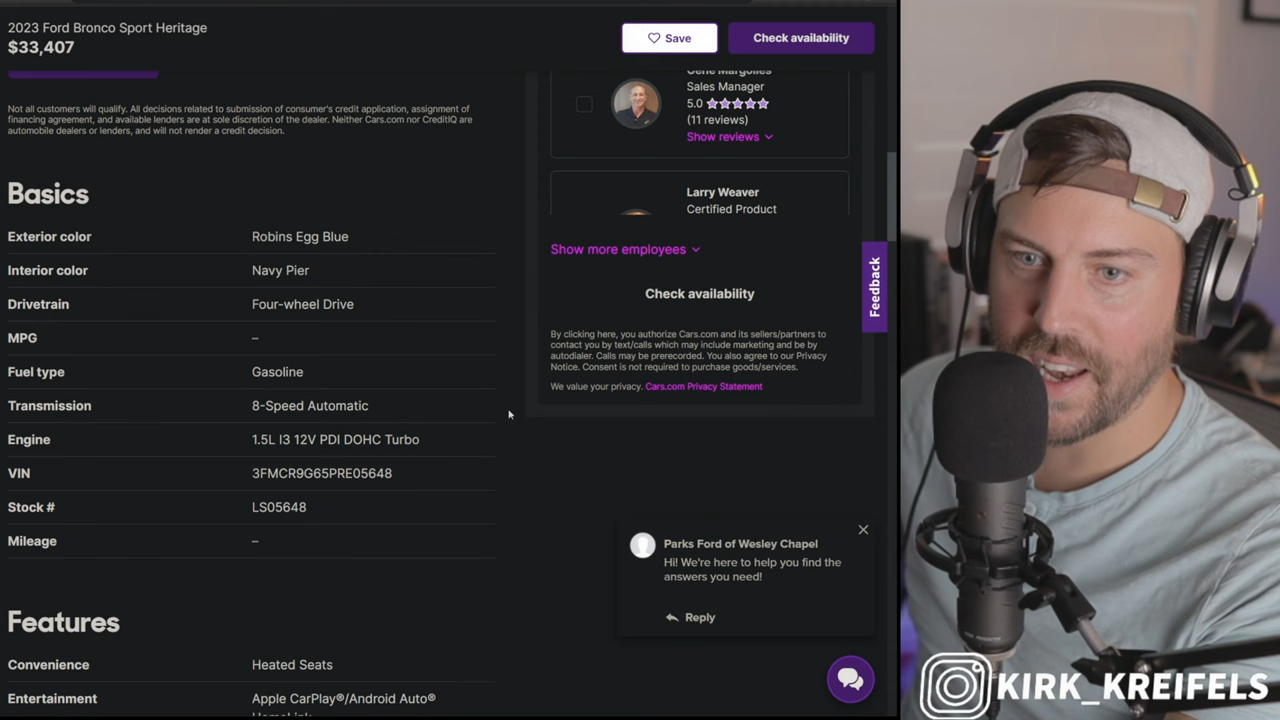 2023 Ford Bronco Sport Heritage
$33,407
Save
Check availability
Not all customers will qualify. All decisions related to submission of consumer's credit application, assignment of
financing agreement, and available lenders are at sole discretion of the dealer. Neither Cars.com nor CreditIQ are
automobile dealers or lenders, and will not render a credit decision.
Basics
Exterior color Robins Egg Blue
Interior color Navy Pier
Drivetrain Four-wheel Drive
MPG –
Fuel type Gasoline
Transmission 8-Speed Automatic
Engine 1.5L I3 12V PDI DOHC Turbo
VIN 3FMCR9G65PRE05648
Stock # LS05648
Mileage –
Features
Convenience Heated Seats
Entertainment Apple CarPlay®/Android Auto®
HomeLink
Gene Margolies
Sales Manager
5.0
(11 reviews)
Show reviews
Larry Weaver
Certified Product
Show more employees
Check availability
By clicking here, you authorize Cars.com and its sellers/partners to
contact you by text/calls which may include marketing and be by
autodialer. Calls may be prerecorded. You also agree to our Privacy
Notice. Consent is not required to purchase goods/services.
We value your privacy. Cars.com Privacy Statement
Feedback
Parks Ford of Wesley Chapel
Hi! We're here to help you find the
answers you need!
Reply
KIRK_KREIFELS